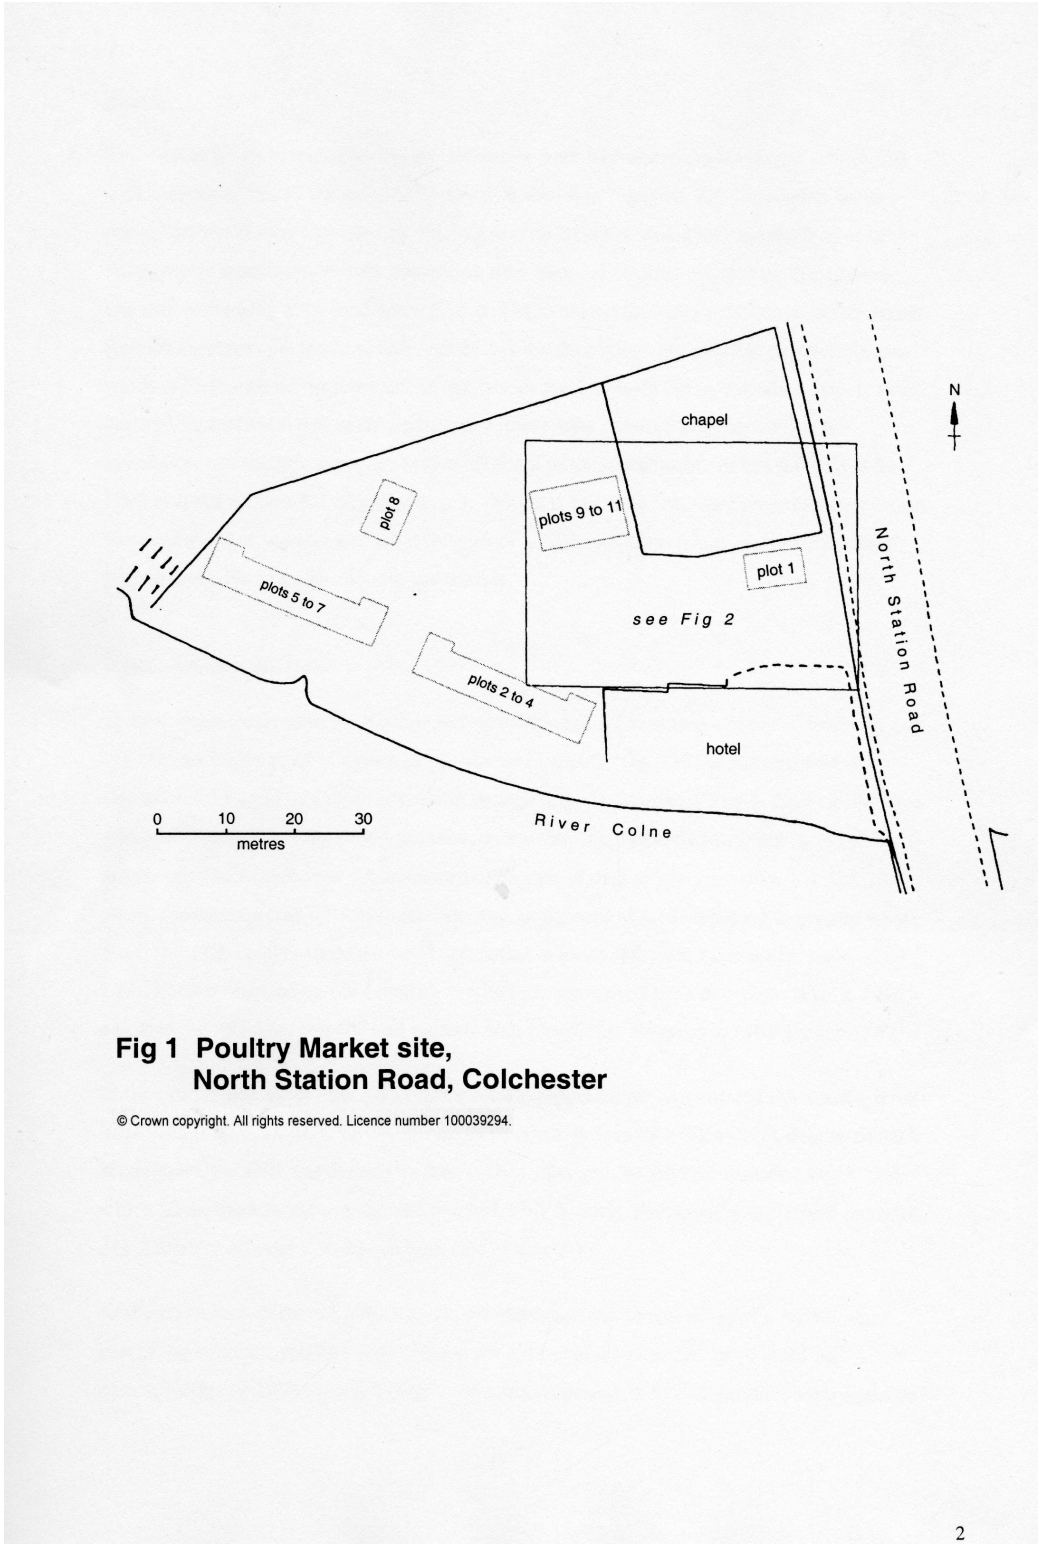 chapel
N
plot 8
plots 9 to 11
plot 1
plots 5 to 7
see Fig 2
North Station Road
plots 2 to 4
hotel
0 10 20 30
metres
River Colne
Fig 1 Poultry Market site,
North Station Road, Colchester
© Crown copyright. All rights reserved. Licence number 100039294.
2